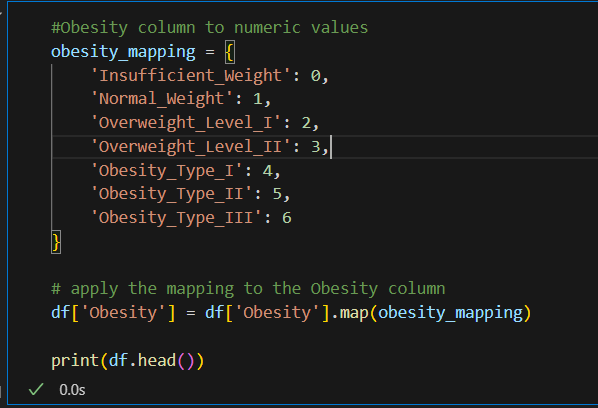 #Obesity column to numeric values
obesity_mapping = {
    'Insufficient_Weight': 0,
    'Normal_Weight': 1,
    'Overweight_Level_I': 2,
    'Overweight_Level_II': 3,
    'Obesity_Type_I': 4,
    'Obesity_Type_II': 5,
    'Obesity_Type_III': 6
}
# apply the mapping to the Obesity column
df['Obesity'] = df['Obesity'].map(obesity_mapping)
print(df.head())
0.0s